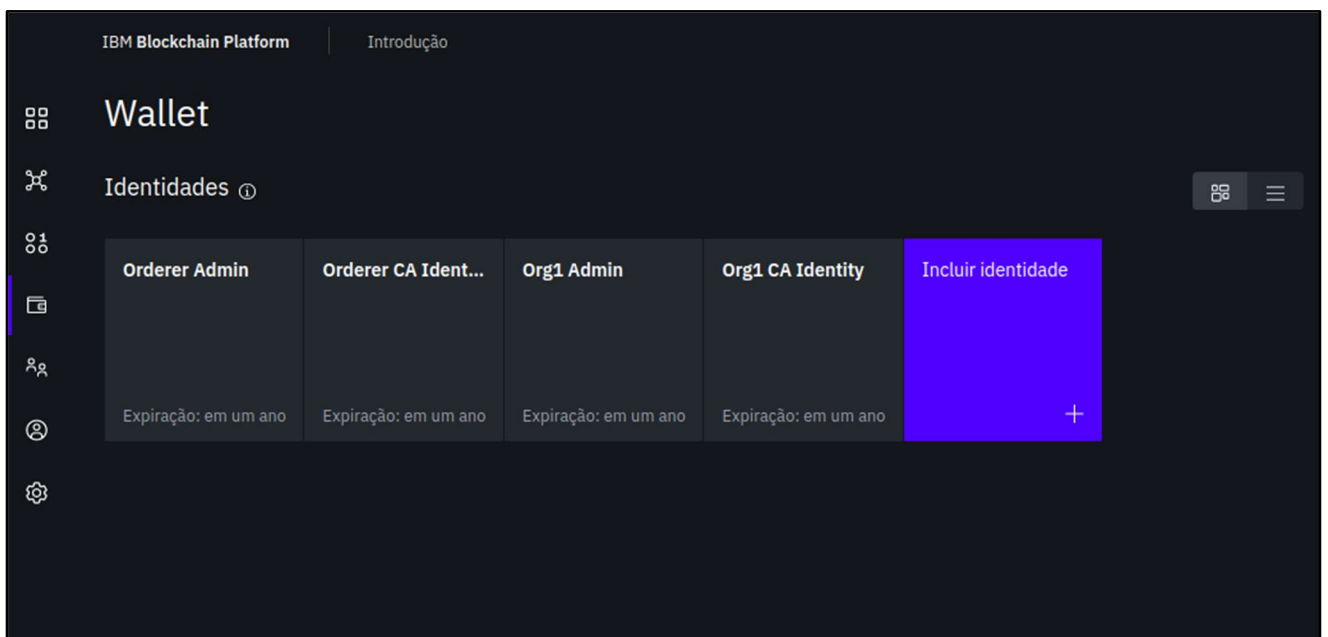 IBM Blockchain Platform Introdução
Wallet
Identidades
Orderer Admin
Expiração: em um ano
Orderer CA Ident...
Expiração: em um ano
Org1 Admin
Expiração: em um ano
Org1 CA Identity
Expiração: em um ano
Incluir identidade